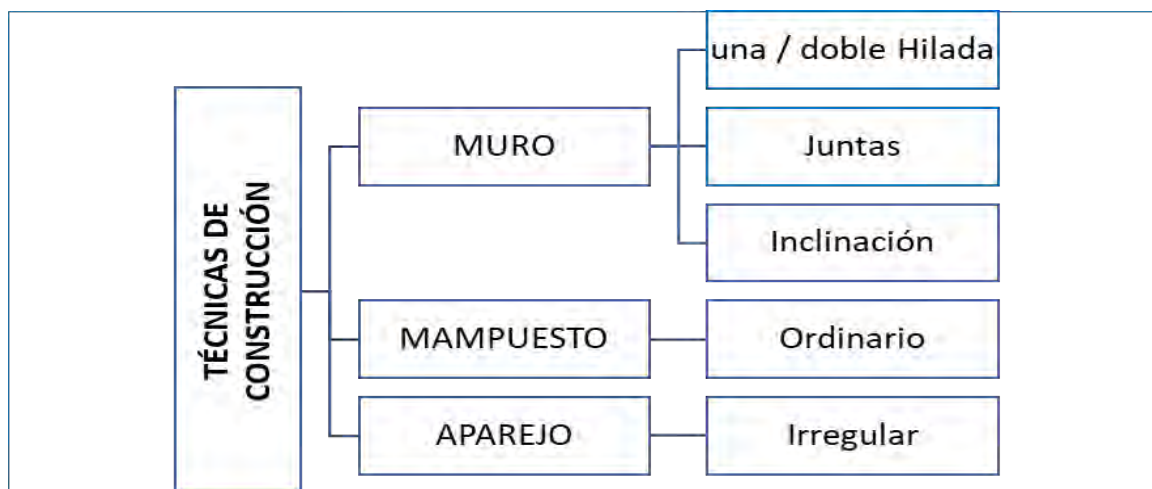 TÉCNICAS DE
CONSTRUCCIÓN
MURO
una / doble Hilada
Juntas
Inclinación
MAMPUESTO
Ordinario
APAREJO
Irregular